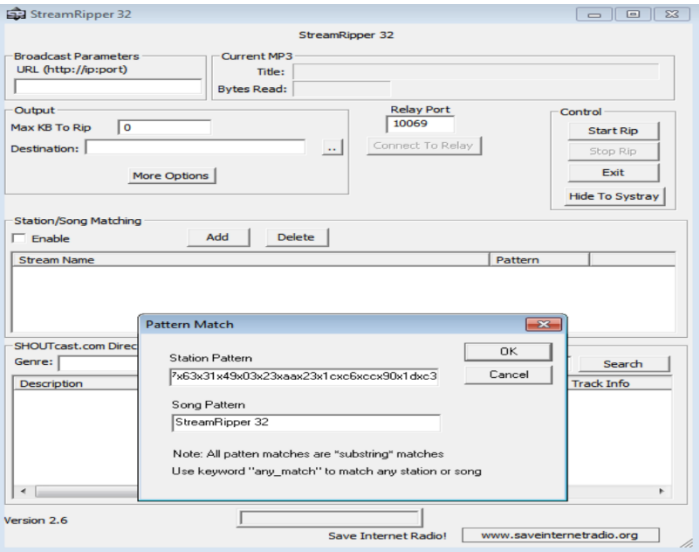 StreamRipper 32
StreamRipper 32
Broadcast Parameters
URL (http://ip:port)
Current MP3
Title:
Bytes Read:
Output
Max KB To Rip
0
Destination:
..
More Options
Relay Port
10069
Connect To Relay
Control
Start Rip
Stop Rip
Exit
Hide To Systray
Station/Song Matching
Enable
Add
Delete
Stream Name
Pattern
Pattern Match
Station Pattern
7x63x31x49x03x23xaax23x1cxc6xccx90x1dxc3
OK
Cancel
Song Pattern
StreamRipper 32
Note: All patten matches are "substring" matches
Use keyword "any_match" to match any station or song
SHOUTcast.com Direc
Genre:
Search
Description
Track Info
Version 2.6
Save Internet Radio!
www.saveinternetradio.org